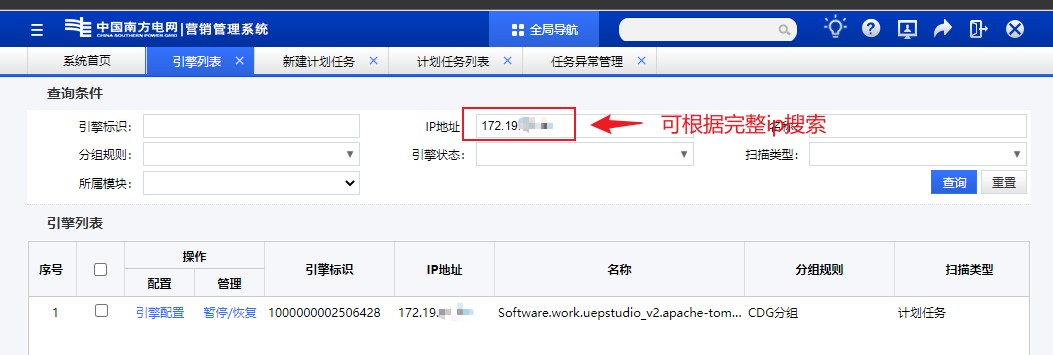 中国南方电网 营销管理系统
CHINA SOUTHERN POWER GRID
全局导航
系统首页 引擎列表 × 新建计划任务 × 计划任务列表 × 任务异常管理 ×
查询条件
引擎标识： IP地址 172.19. 可根据完整ip搜索
分组规则： 引擎状态： 扫描类型：
所属模块： 查询 重置
引擎列表
序号 操作 引擎标识 IP地址 名称 分组规则 扫描类型
配置 管理
1 引擎配置 暂停/恢复 1000000002506428 172.19. Software.work.uepstudio_v2.apache-tom... CDG分组 计划任务